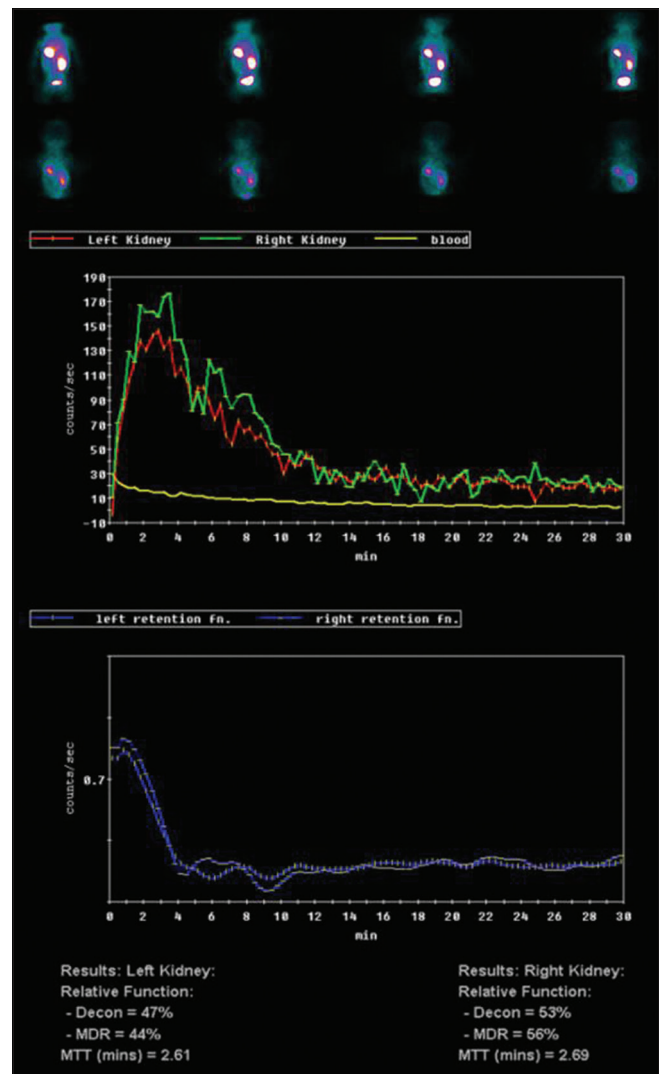 Left Kidney Right Kidney blood
190
170
150
130
110
90
70
50
30
10
-10
counts/sec
0 2 4 6 8 10 12 14 16 18 20 22 24 26 28 30
min
left retention fn. right retention fn.
0.7
counts/sec
0 2 4 6 8 10 12 14 16 18 20 22 24 26 28 30
min
Results: Left Kidney: Results: Right Kidney:
Relative Function: Relative Function:
- Decon = 47% - Decon = 53%
- MDR = 44% - MDR = 56%
MTT (mins) = 2.61 MTT (mins) = 2.69